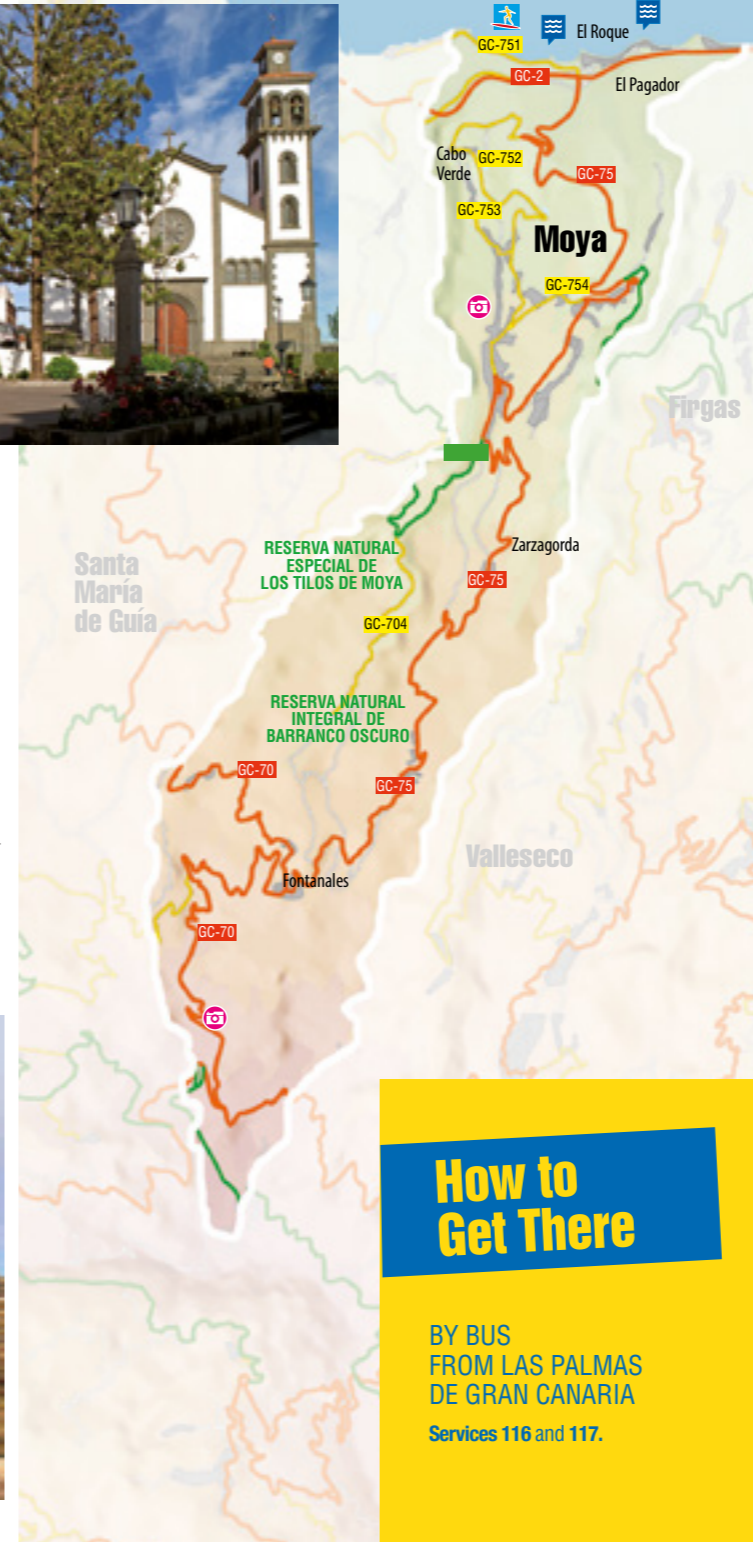 El Roque
GC-751
GC-2
El Pagador
Cabo
Verde
GC-752
GC-75
GC-753
Moya
GC-754
Firgas
Zarzagorda
RESERVA NATURAL
ESPECIAL DE
LOS TILOS DE MOYA
Santa
María
de Guía
GC-75
GC-704
RESERVA NATURAL
INTEGRAL DE
BARRANCO OSCURO
GC-70
GC-75
Valleseco
Fontanales
GC-70
How to
Get There
BY BUS
FROM LAS PALMAS
DE GRAN CANARIA
Services 116 and 117.